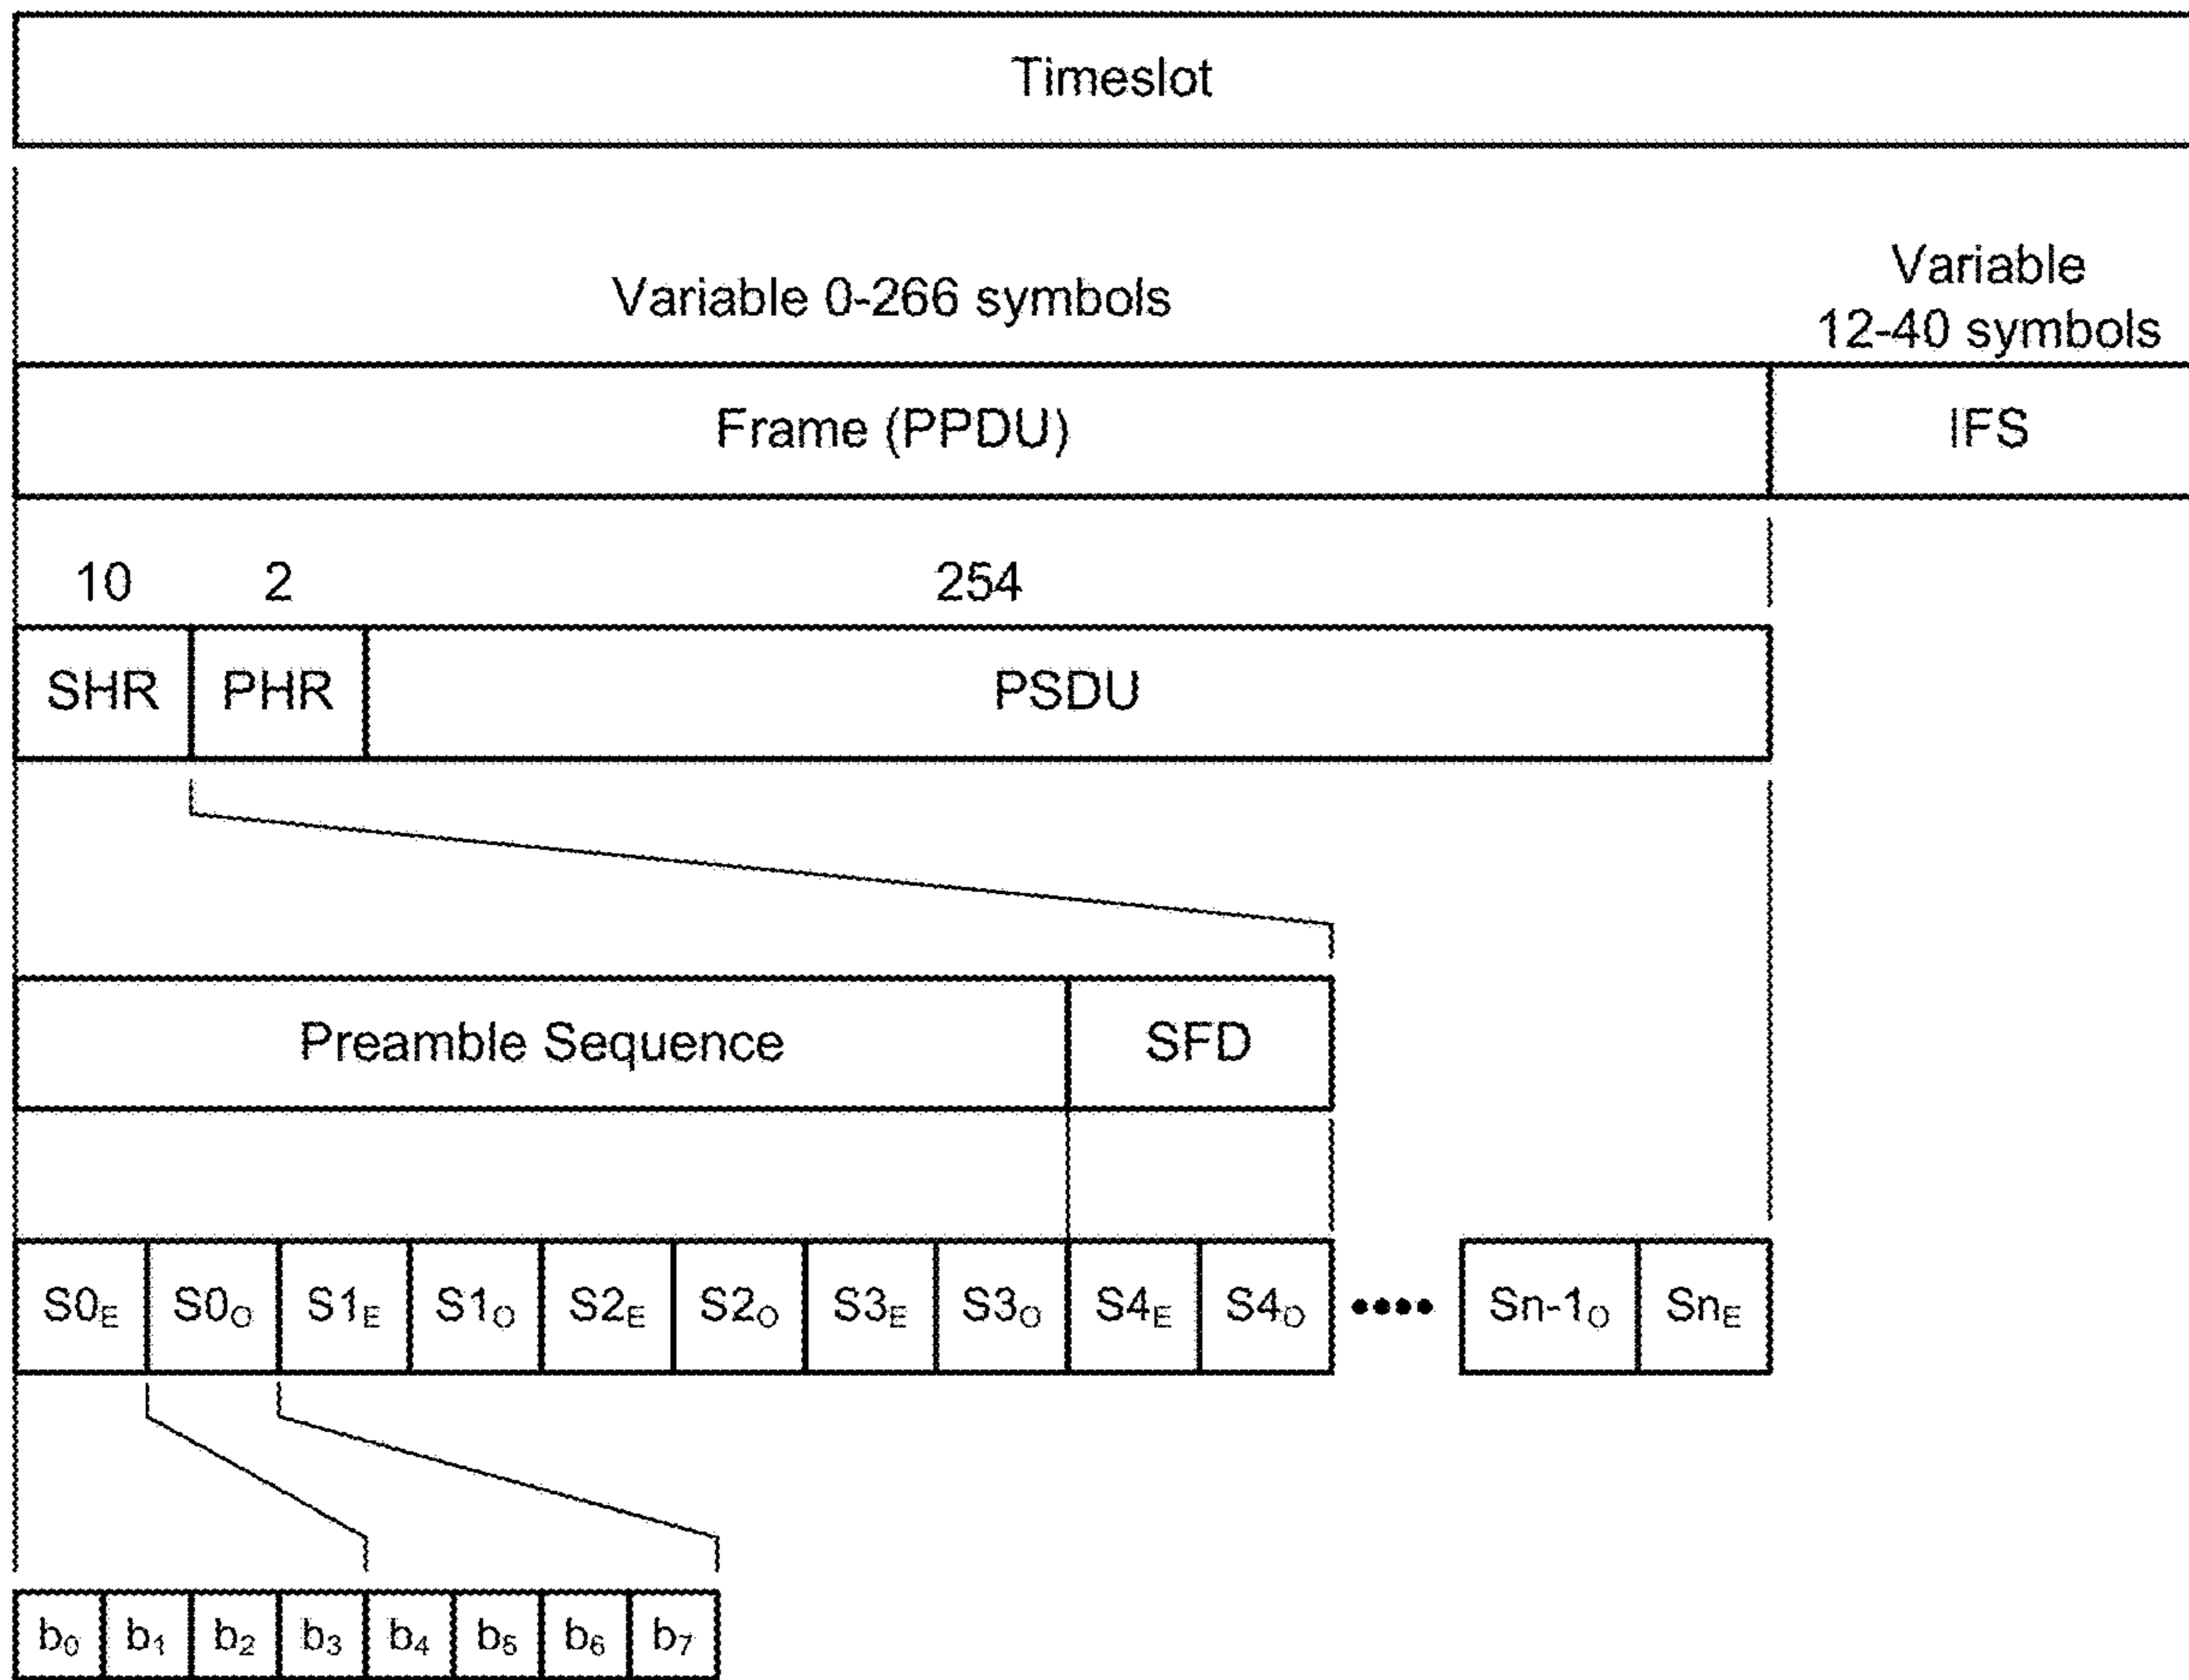 Timeslot
Variable 0-266 symbols
Variable
12-40 symbols
Frame (PPDU) IFS
10 2 254
SHR PHR PSDU
Preamble Sequence SFD
S0E S0O S1E S1O S2E S2O S3E S3O S4E S4O •••• Sn-1O SnE
b0 b1 b2 b3 b4 b5 b6 b7